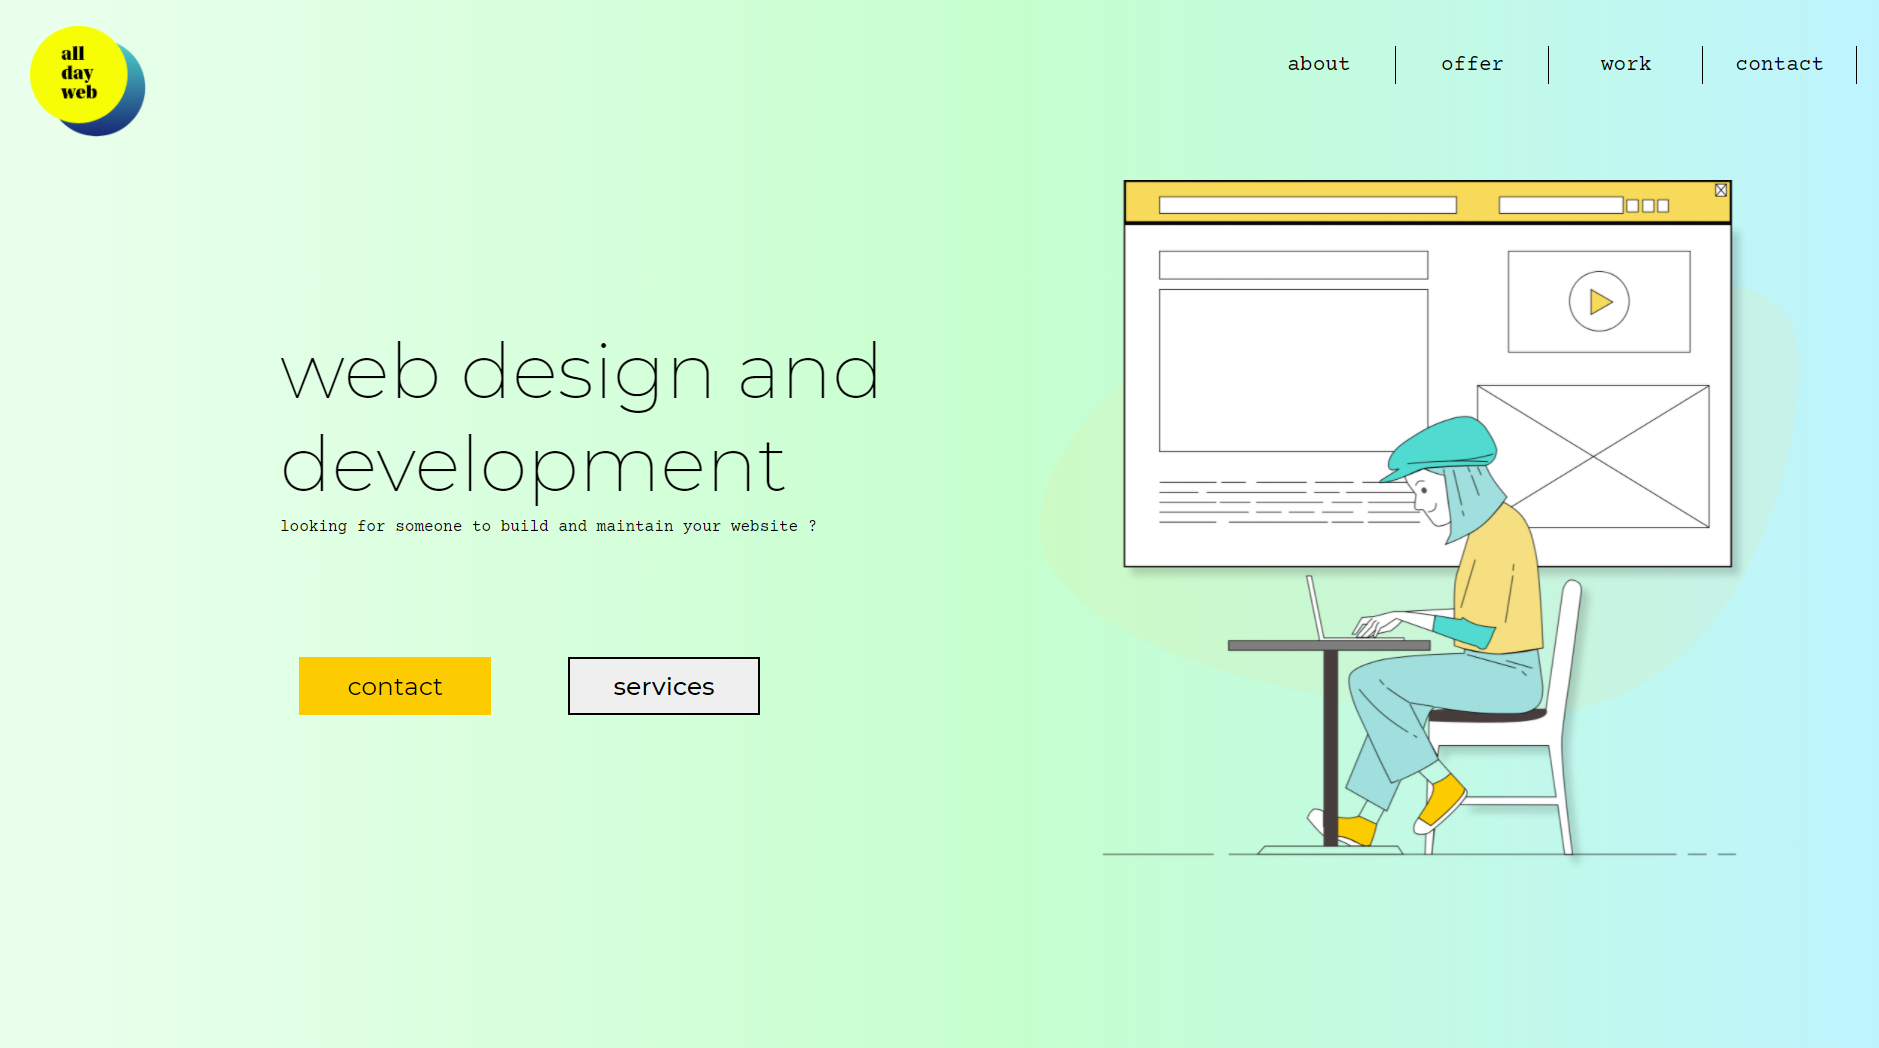 all
day
web
about
offer
work
contact
web design and
development
looking for someone to build and maintain your website ?
contact
services